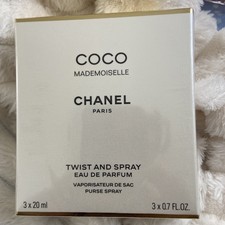 COCO
MADEMOISELLE
CHANEL
PARIS
TWIST AND SPRAY
EAU DE PARFUM
VAPORISATEUR DE SAC
PURSE SPRAY
3 x 20 ml 3 x 0.7 FL.OZ.